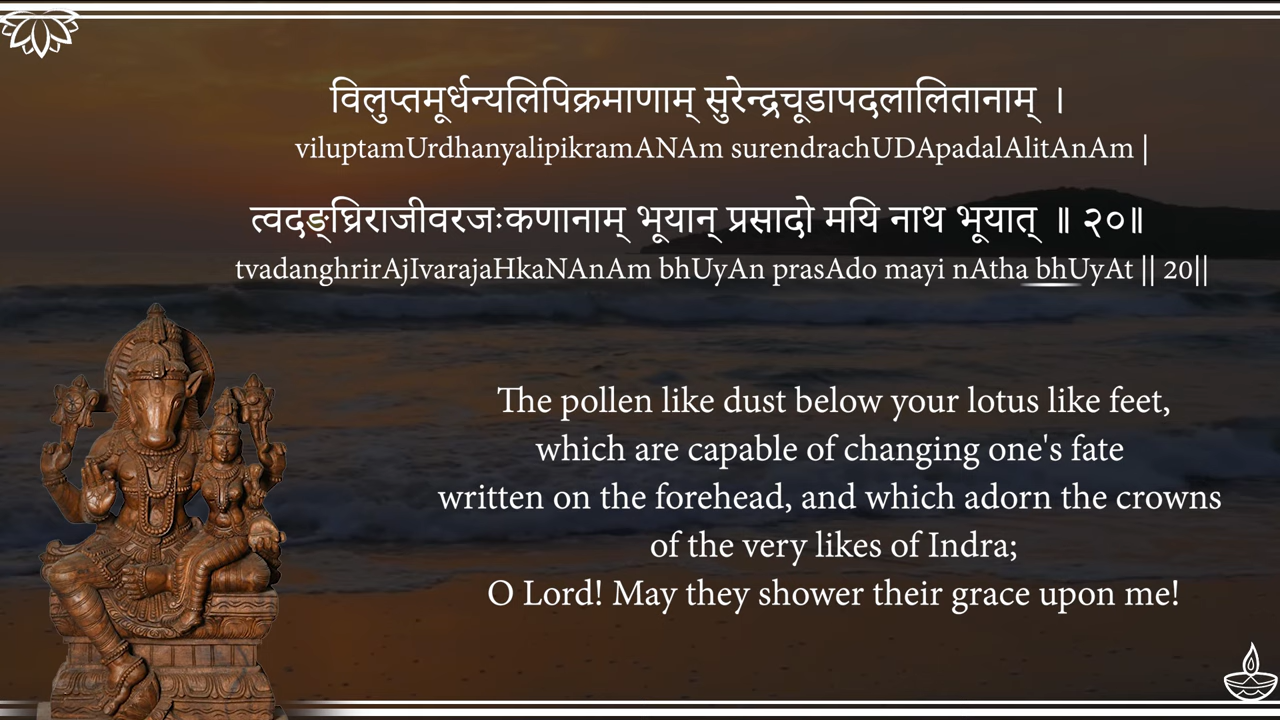 विलुप्तमूर्धन्यलिपिक्रमाणाम् सुरेन्द्रचूडापदलालितानाम् ।
viluptamUrdhanyalipikramANAm surendrachUDApadalAlitAnAm |
त्वदङ्घ्रिराजीवरजःकणानाम् भूयान् प्रसादो मयि नाथ भूयात् ॥ २०॥
tvadanghrirAjIvarajaHkaNAnAm bhUyAn prasAdo mayi nAtha bhUyAt || 20||
The pollen like dust below your lotus like feet,
which are capable of changing one's fate
written on the forehead, and which adorn the crowns
of the very likes of Indra;
O Lord! May they shower their grace upon me!